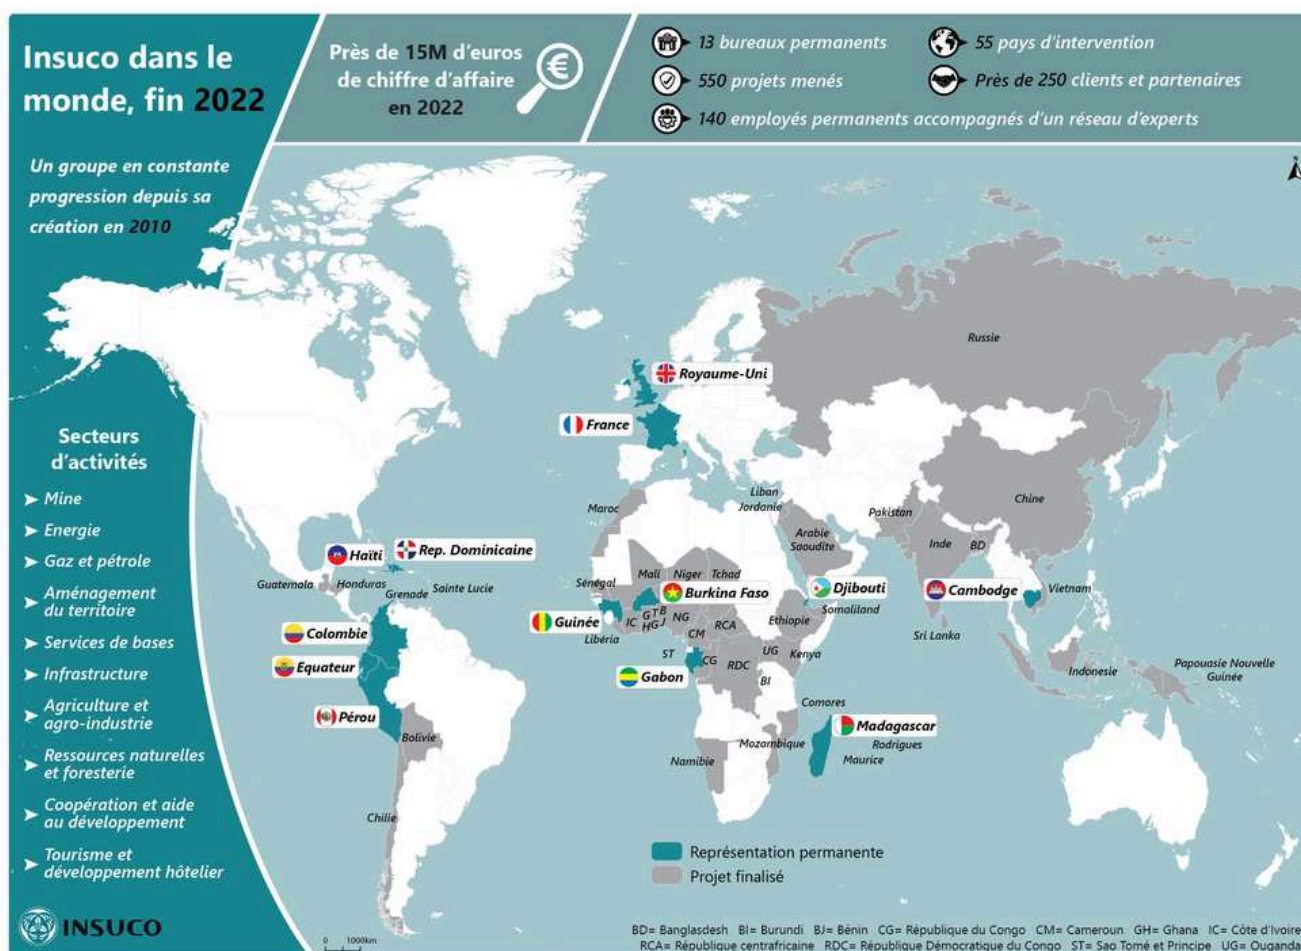 Insuco dans le
monde, fin 2022
Un groupe en constante
progression depuis sa
création en 2010
Près de 15M d'euros
de chiffre d'affaire
en 2022
13 bureaux permanents
55 pays d'intervention
550 projets menés
Près de 250 clients et partenaires
140 employés permanents accompagnés d'un réseau d'experts
Secteurs
d'activités
Mine
Energie
Gaz et pétrole
Aménagement
du territoire
Services de bases
Infrastructure
Agriculture et
agro-industrie
Ressources naturelles
et foresterie
Coopération et aide
au développement
Tourisme et
développement hôtelier
INSUCO
Russie
Royaume-Uni
France
Liban
Jordanie
Chine
Maroc
Pakistan
Arabie
Saoudite
Inde
BD
Haïti
Rep. Dominicaine
Guatemala
Honduras
Grenade
Sainte Lucie
Sénégal
Mali
Niger
Tchad
Burkina Faso
Djibouti
Cambodge
Vietnam
Somaliland
Guinée
Libéria
IC
G
H
T
G
B
J
NG
CM
RCA
Ethiopie
Sri Lanka
Colombie
Equateur
ST
Gabon
CG
RDC
UG
Kenya
BI
Indonesie
Papouasie Nouvelle
Guinée
Comores
Pérou
Bolivie
Madagascar
Mozambique
Rodrigues
Maurice
Namibie
Chilie
Représentation permanente
Projet finalisé
0 1000km
BD= Banglasdesh BI= Burundi BJ= Bénin CG= République du Congo CM= Cameroun GH= Ghana IC= Côte d'Ivoire
RCA= République centrafricaine RDC= République Démocratique du Congo ST= Sao Tomé et Principe UG= Ouganda